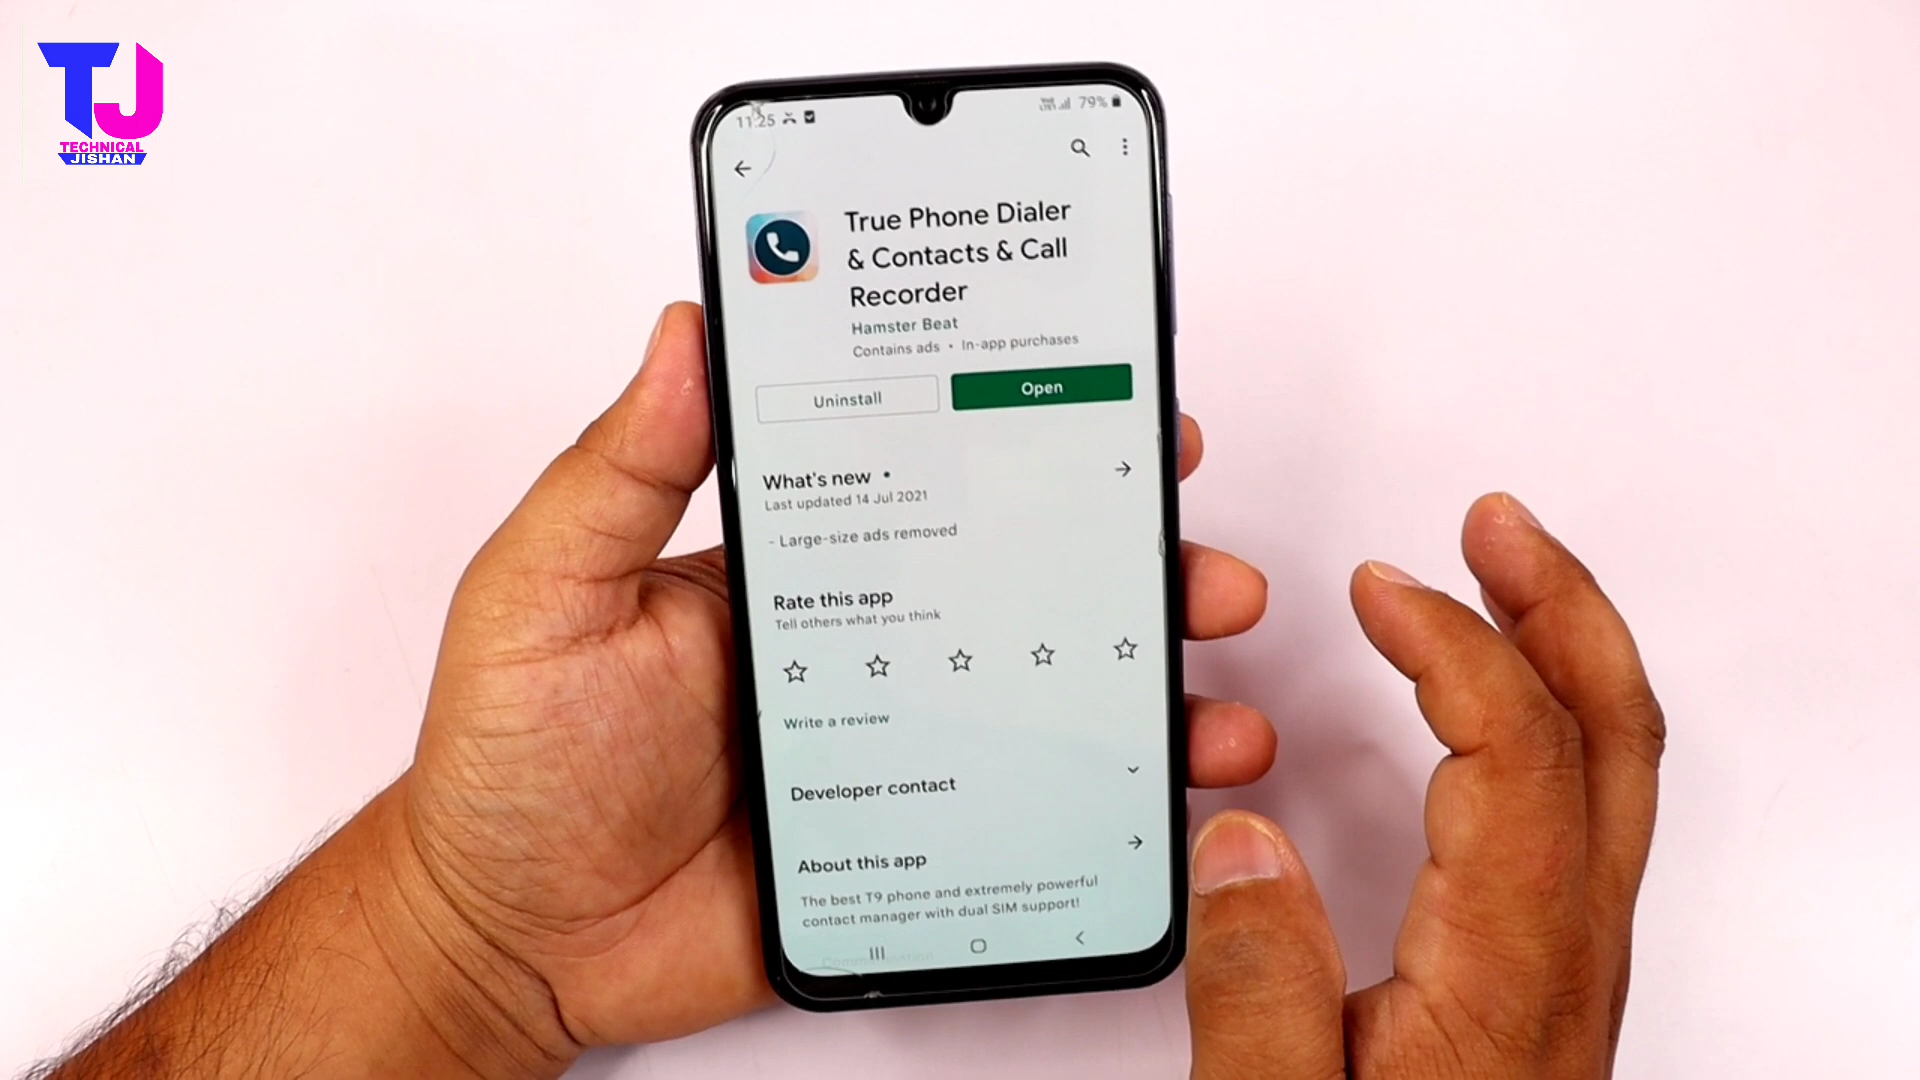 TJ
TECHNICAL
JISHAN
11:25
79%
True Phone Dialer
& Contacts & Call
Recorder
Hamster Beat
Contains ads • In-app purchases
Uninstall
Open
What's new •
Last updated 14 Jul 2021
- Large-size ads removed
Rate this app
Tell others what you think
Write a review
Developer contact
About this app
The best T9 phone and extremely powerful
contact manager with dual SIM support!